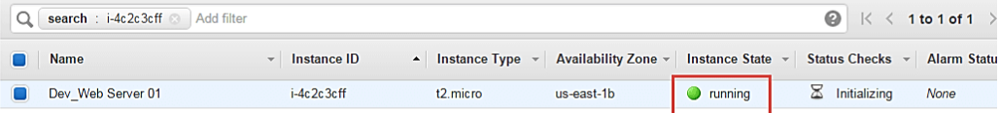 search : i-4c2c3cff Add filter 1 to 1 of 1
Name Instance ID Instance Type Availability Zone Instance State Status Checks Alarm Statu
Dev_Web Server 01 i-4c2c3cff t2.micro us-east-1b running Initializing None